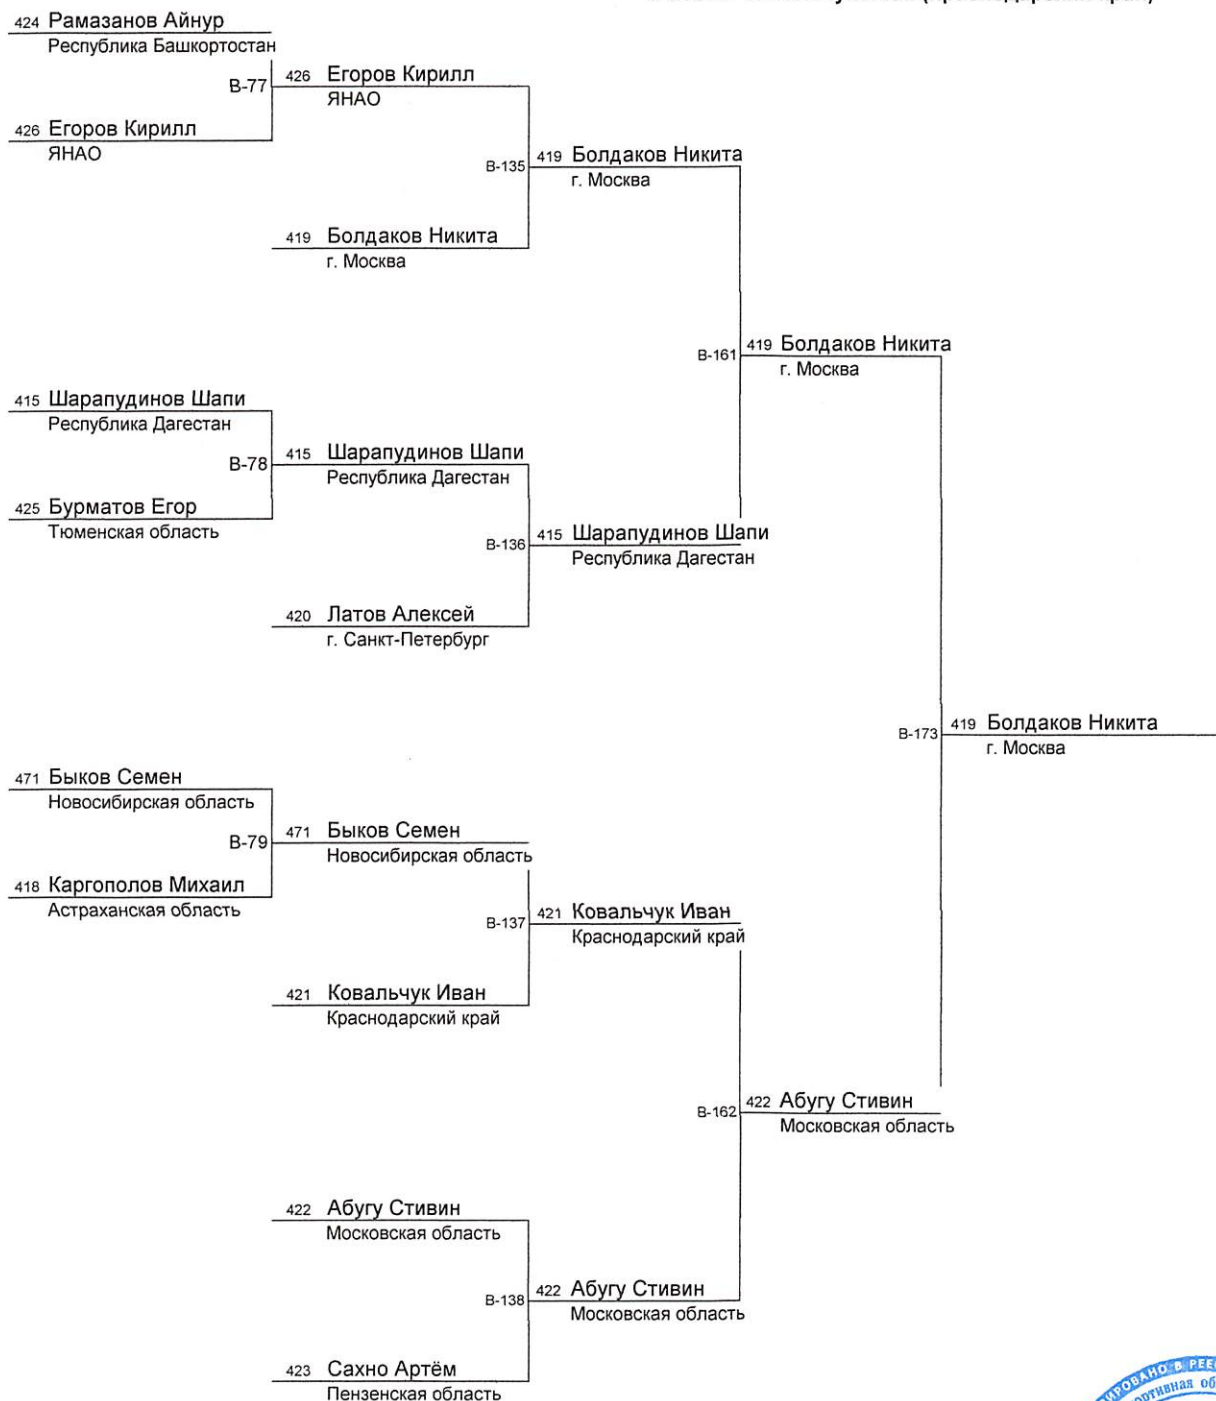 (Краснодарский край)
424 Рамазанов Айнур
Республика Башкортостан
B-77
426 Егоров Кирилл
ЯНАО
426 Егоров Кирилл
ЯНАО
B-135
419 Болдаков Никита
г. Москва
419 Болдаков Никита
г. Москва
B-161
419 Болдаков Никита
г. Москва
415 Шарапудинов Шапи
Республика Дагестан
B-78
415 Шарапудинов Шапи
Республика Дагестан
425 Бурматов Егор
Тюменская область
B-136
415 Шарапудинов Шапи
Республика Дагестан
420 Латов Алексей
г. Санкт-Петербург
B-173
419 Болдаков Никита
г. Москва
471 Быков Семен
Новосибирская область
B-79
471 Быков Семен
Новосибирская область
418 Каргополов Михаил
Астраханская область
B-137
421 Ковальчук Иван
Краснодарский край
421 Ковальчук Иван
Краснодарский край
B-162
422 Абугу Стивин
Московская область
422 Абугу Стивин
Московская область
B-138
422 Абугу Стивин
Московская область
423 Сахно Артём
Пензенская область